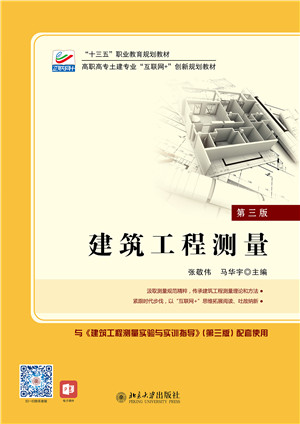 “十三五”职业教育规划教材
高职高专土建专业“互联网+”创新规划教材
互联网+
第三版
建筑工程测量
张敬伟 马华宇◎主编
汲取测量规范精粹，传承建筑工程测量理论和方法
紧跟时代步伐，以“互联网+”思维拓展阅读、吐故纳新
与《建筑工程测量实验与实训指导》(第三版)配套使用
北京大学出版社